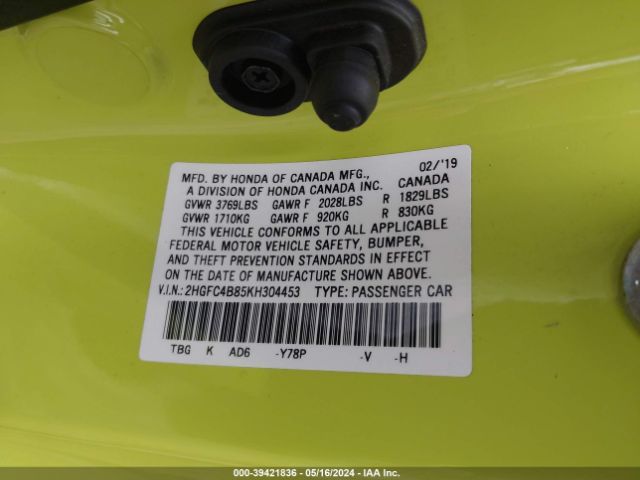 MFD. BY HONDA OF CANADA MFG., 02/'19
A DIVISION OF HONDA CANADA INC. CANADA
GVWR 3769LBS GAWR F 2028LBS R 1829LBS
GVWR 1710KG GAWR F 920KG R 830KG
THIS VEHICLE CONFORMS TO ALL APPLICABLE
FEDERAL MOTOR VEHICLE SAFETY, BUMPER,
AND THEFT PREVENTION STANDARDS IN EFFECT
ON THE DATE OF MANUFACTURE SHOWN ABOVE.
V.I.N.: 2HGFC4B85KH304453 TYPE: PASSENGER CAR
TBG K AD6 -Y78P -V -H
000-39421836 / 05/16/2024 - IAA Inc.